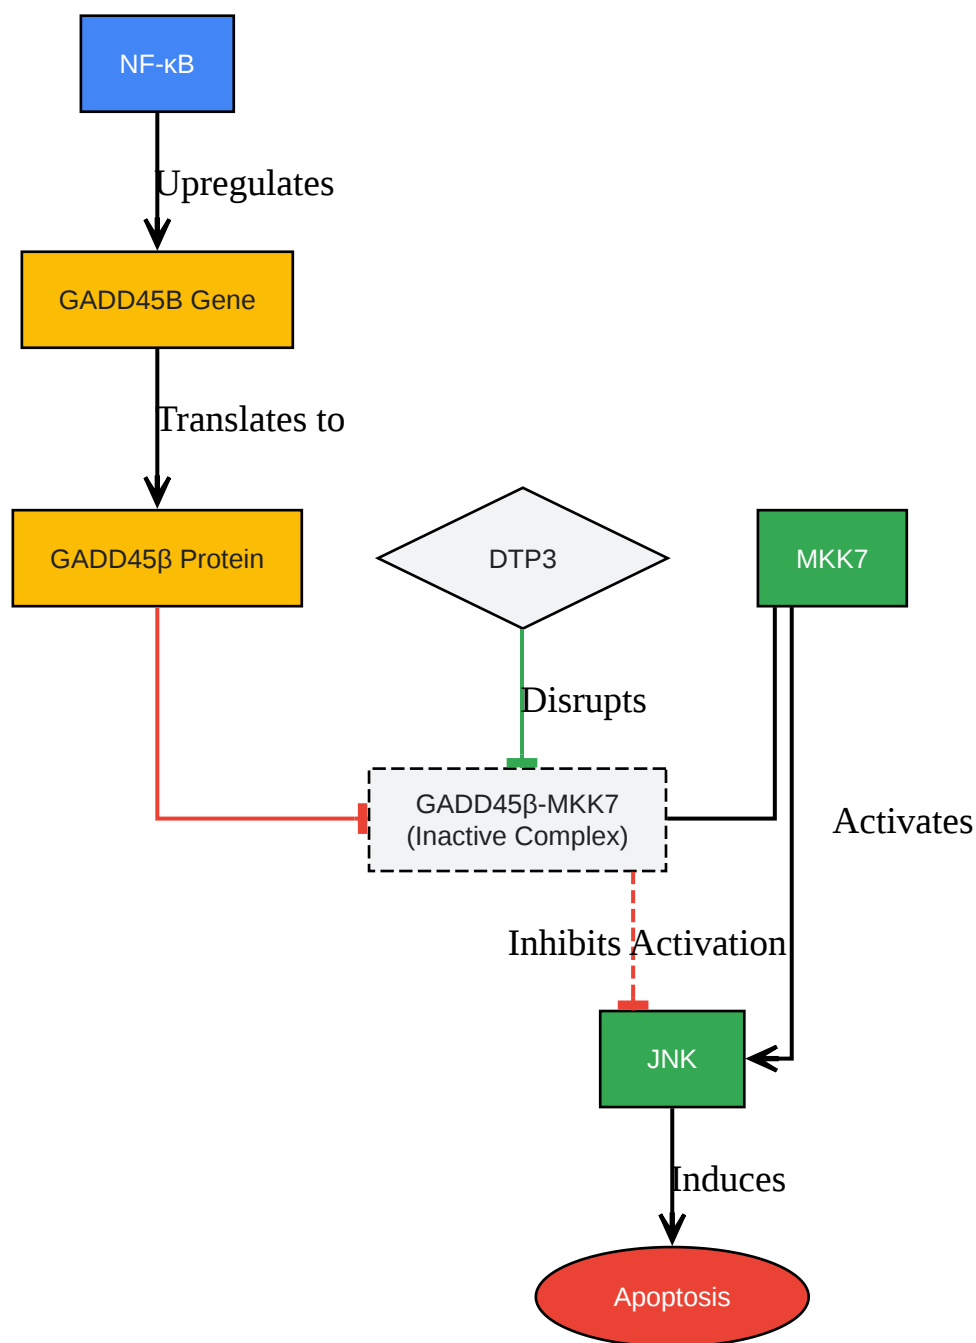 NF-κB
Upregulates
GADD45B Gene
Translates to
GADD45β Protein
DTP3
MKK7
Disrupts
GADD45β-MKK7
(Inactive Complex)
Activates
Inhibits Activation
JNK
Induces
Apoptosis